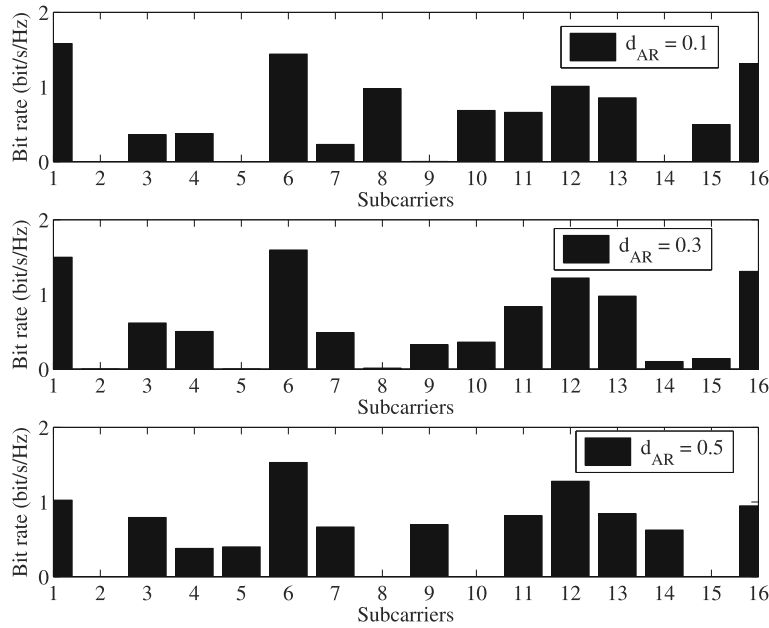 2
d_AR = 0.1
Bit rate (bit/s/Hz)
1
0
1 2 3 4 5 6 7 8 9 10 11 12 13 14 15 16
Subcarriers
2
d_AR = 0.3
Bit rate (bit/s/Hz)
1
0
1 2 3 4 5 6 7 8 9 10 11 12 13 14 15 16
Subcarriers
2
d_AR = 0.5
Bit rate (bit/s/Hz)
1
0
1 2 3 4 5 6 7 8 9 10 11 12 13 14 15 16
Subcarriers